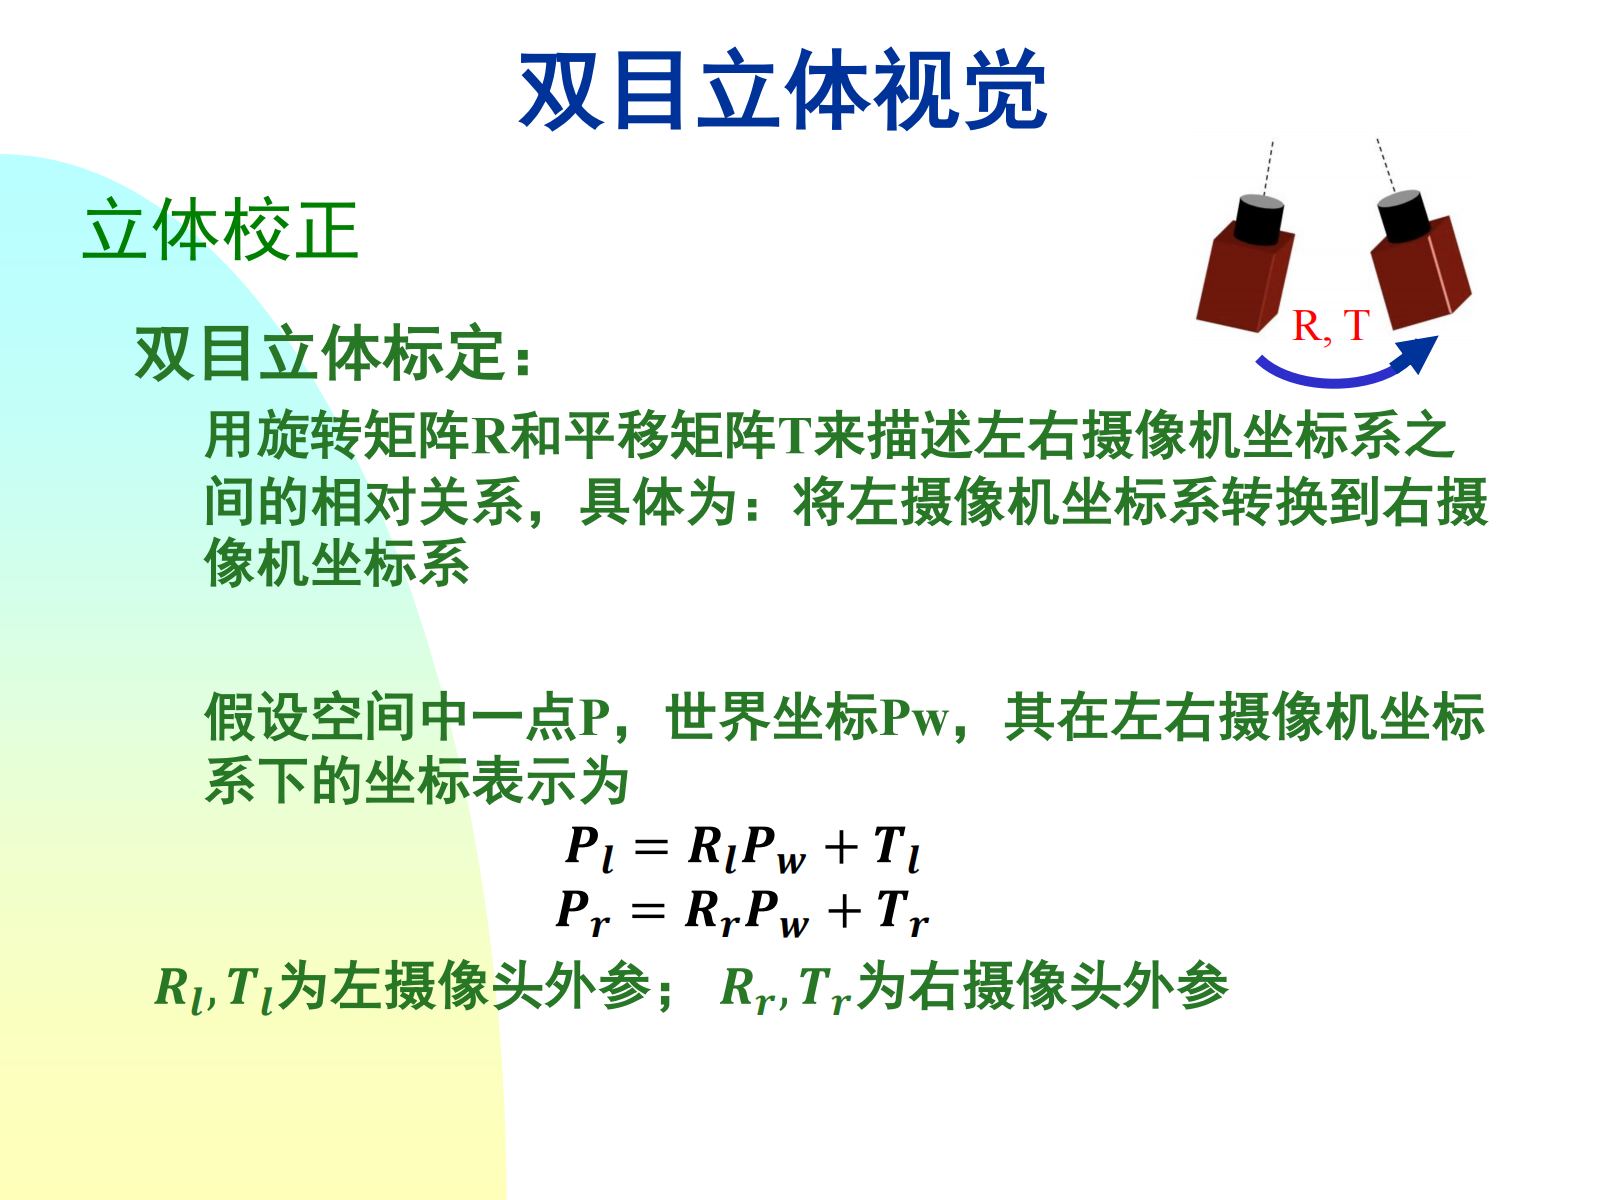 双目立体视觉
立体校正
R, T
双目立体标定：
用旋转矩阵R和平移矩阵T来描述左右摄像机坐标系之
间的相对关系，具体为：将左摄像机坐标系转换到右摄
像机坐标系
假设空间中一点P，世界坐标Pw，其在左右摄像机坐标
系下的坐标表示为
P_l = R_l P_w + T_l
P_r = R_r P_w + T_r
R_l, T_l为左摄像头外参； R_r, T_r为右摄像头外参